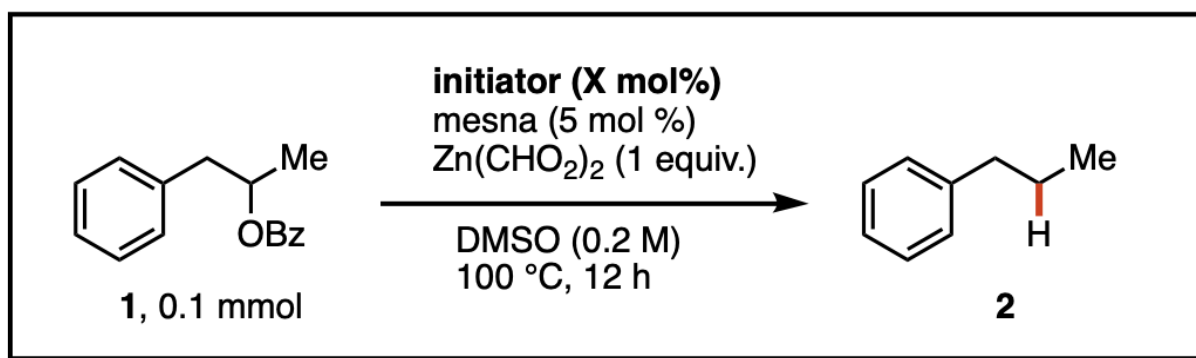 initiator (X mol%)
mesna (5 mol %)
Zn(CHO₂)₂ (1 equiv.)
DMSO (0.2 M)
100 °C, 12 h
Me
OBz
1, 0.1 mmol
Me
H
2